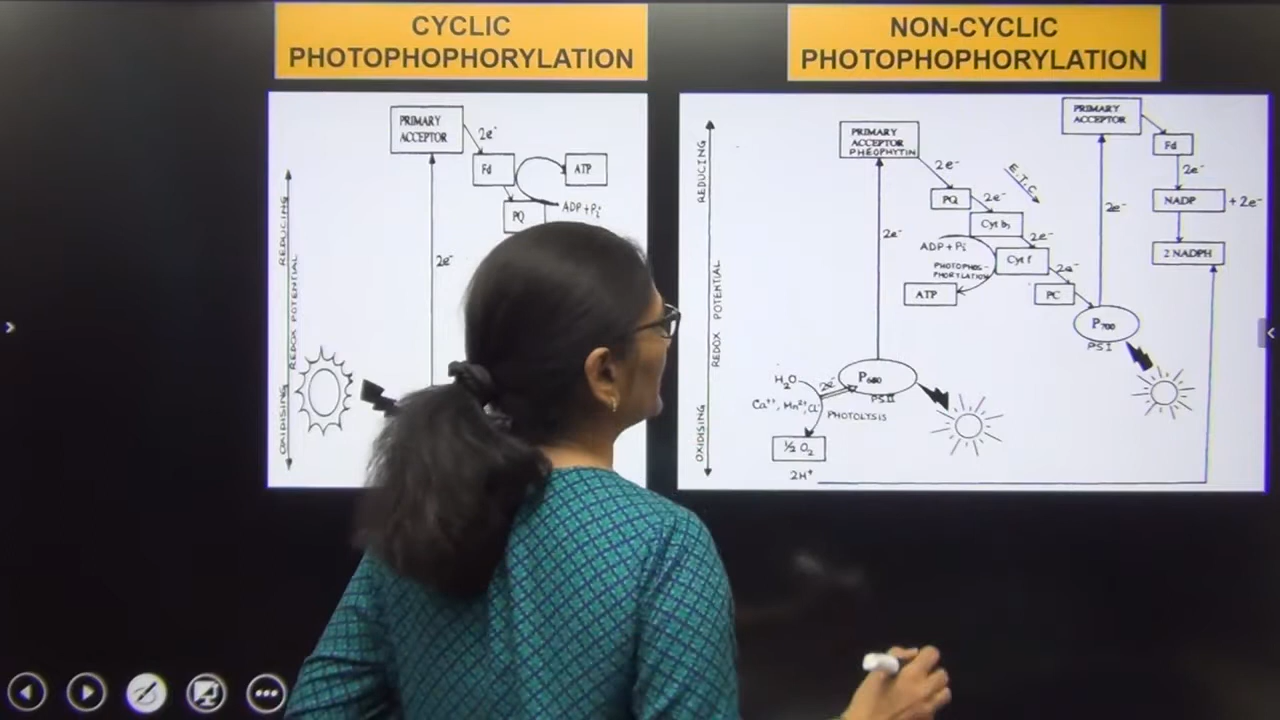 CYCLIC
PHOTOPHOPHORYLATION
PRIMARY
ACCEPTOR
2e⁻
Fd
ATP
ADP+Pi
PQ
2e⁻
REDUCING
REDOX POTENTIAL
OXIDISING
NON-CYCLIC
PHOTOPHOPHORYLATION
REDUCING
REDOX POTENTIAL
OXIDISING
PRIMARY
ACCEPTOR
PHEOPHYTIN
2e⁻
PQ
2e⁻
E.T.C.
Cyt b₃
2e⁻
ADP+Pi
Cyt f
PHOTOPHOS-
PHORYLATION
2e⁻
ATP
PC
2e⁻
PRIMARY
ACCEPTOR
Fd
2e⁻
NADP
+ 2e⁻
2 NADPH
2e⁻
P₇₀₀
PSI
H₂O
2e⁻
P₆₈₀
PSII
Ca⁺⁺, Mn²⁺, Cl⁻
PHOTOLYSIS
½ O₂
2H⁺